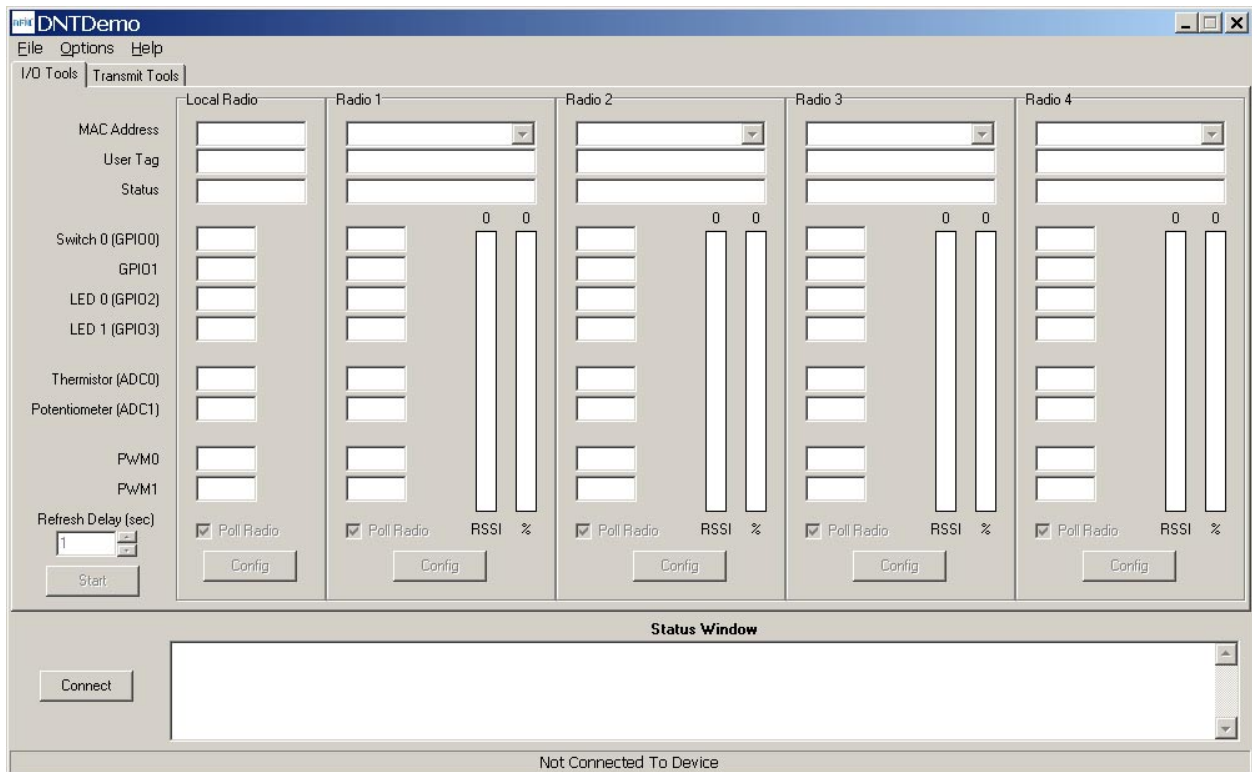 DNTDemo
File Options Help
I/O Tools Transmit Tools
Local Radio Radio 1 Radio 2 Radio 3 Radio 4
MAC Address
User Tag
Status
0 0 0 0 0 0 0 0
Switch 0 (GPIO0)
GPIO1
LED 0 (GPIO2)
LED 1 (GPIO3)
Thermistor (ADC0)
Potentiometer (ADC1)
PWM0
PWM1
Refresh Delay (sec)
1
Poll Radio Poll Radio RSSI % Poll Radio RSSI % Poll Radio RSSI % Poll Radio RSSI %
Start Config Config Config Config Config
Status Window
Connect
Not Connected To Device